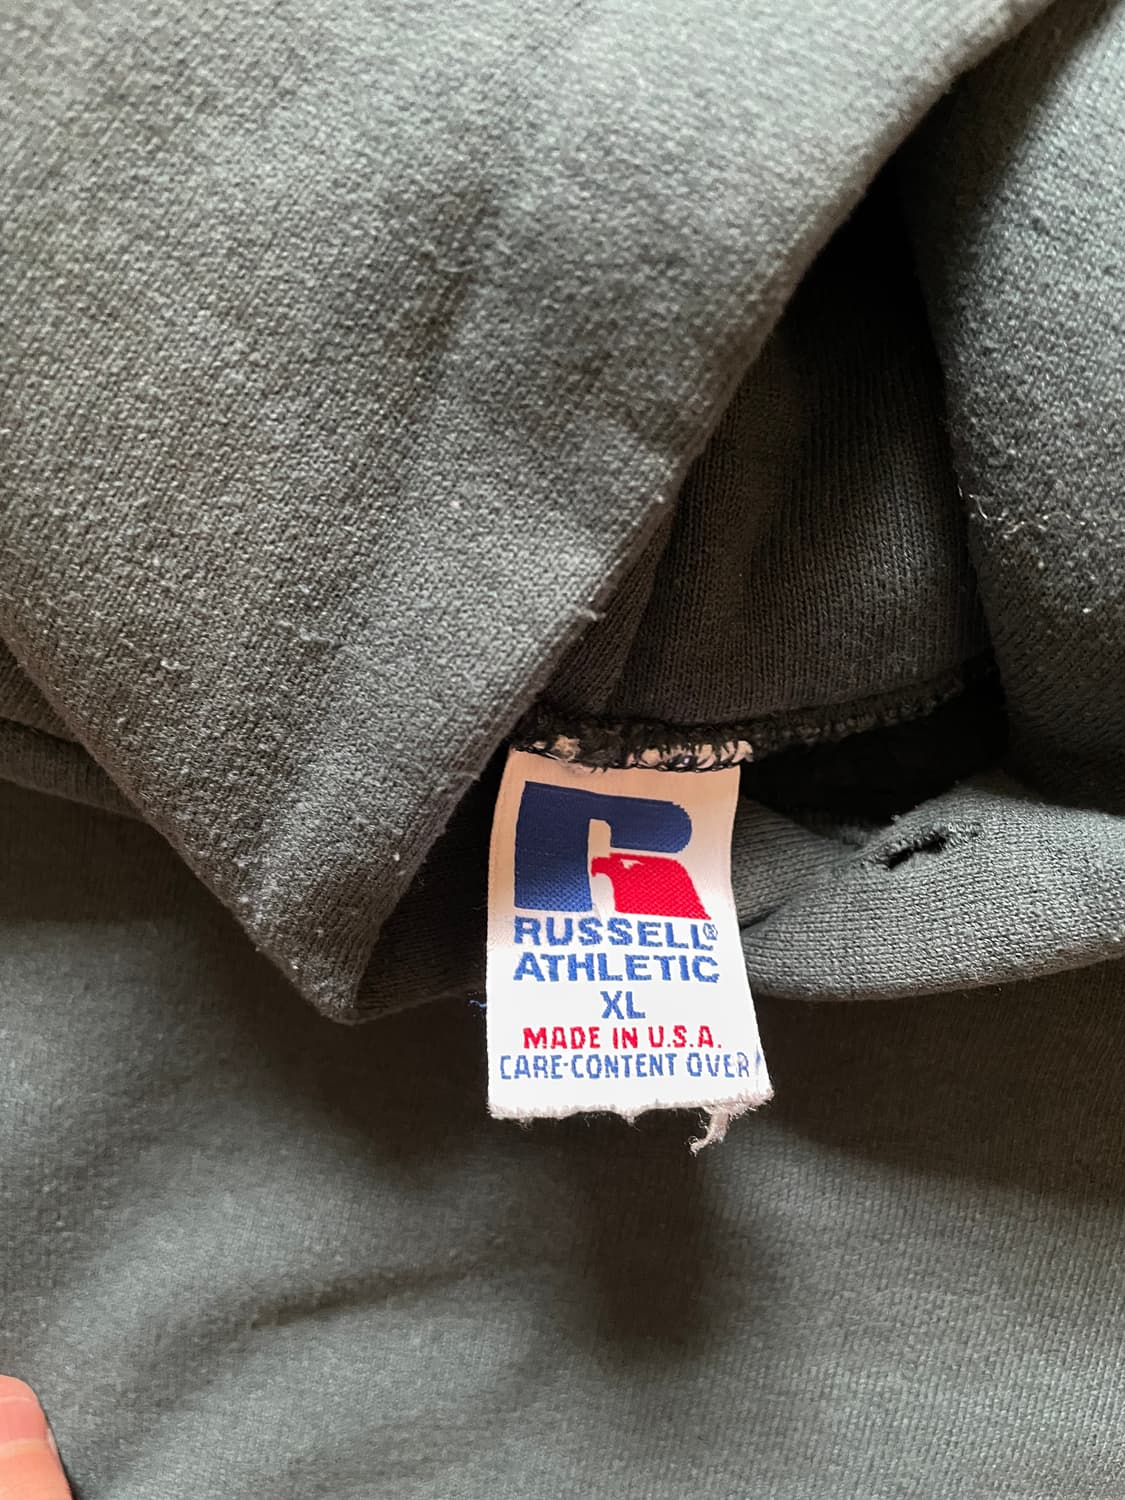 RUSSELL®
ATHLETIC
XL
MADE IN U.S.A.
CARE-CONTENT OVER